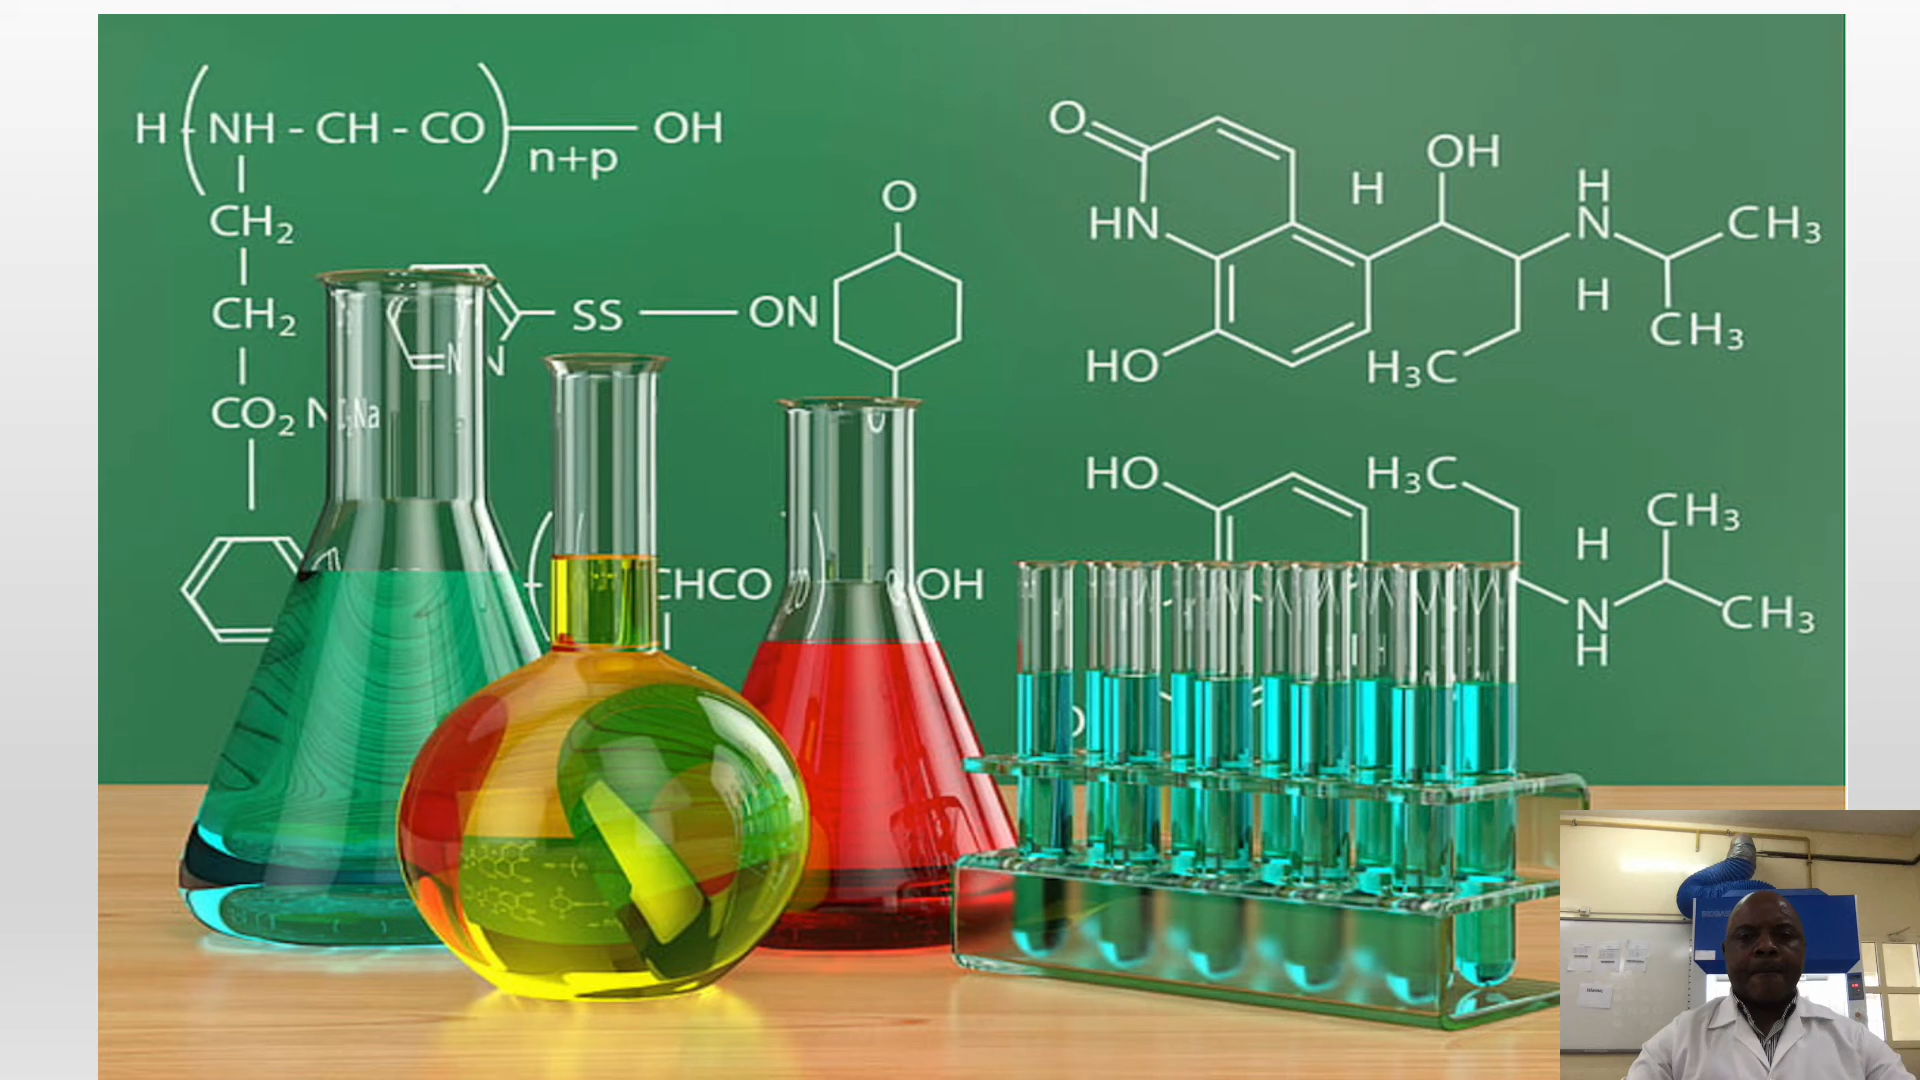 H ( NH - CH - CO ) n+p OH
CH₂
CH₂
CO₂ N
SS ON
O
CHCO
OH
O
HN
HO
H
OH
H
N
H
CH₃
CH₃
H₃C
HO
H₃C
CH₃
H
N
H
CH₃